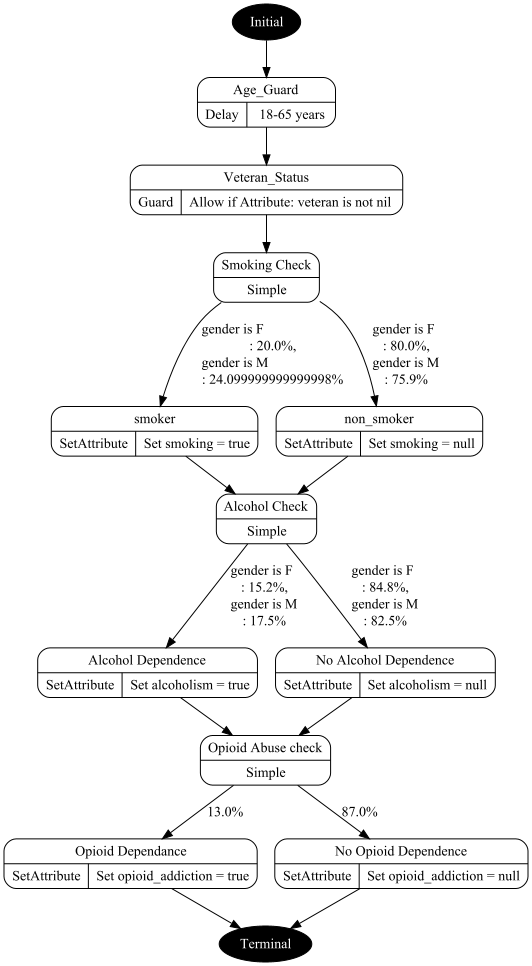 Initial
Age_Guard
Delay 18-65 years
Veteran_Status
Guard Allow if Attribute: veteran is not nil
Smoking Check
Simple
gender is F
: 20.0%,
gender is M
: 24.099999999999998%
gender is F
: 80.0%,
gender is M
: 75.9%
smoker
SetAttribute Set smoking = true
non_smoker
SetAttribute Set smoking = null
Alcohol Check
Simple
gender is F
: 15.2%,
gender is M
: 17.5%
gender is F
: 84.8%,
gender is M
: 82.5%
Alcohol Dependence
SetAttribute Set alcoholism = true
No Alcohol Dependence
SetAttribute Set alcoholism = null
Opioid Abuse check
Simple
13.0%
87.0%
Opioid Dependance
SetAttribute Set opioid_addiction = true
No Opioid Dependence
SetAttribute Set opioid_addiction = null
Terminal